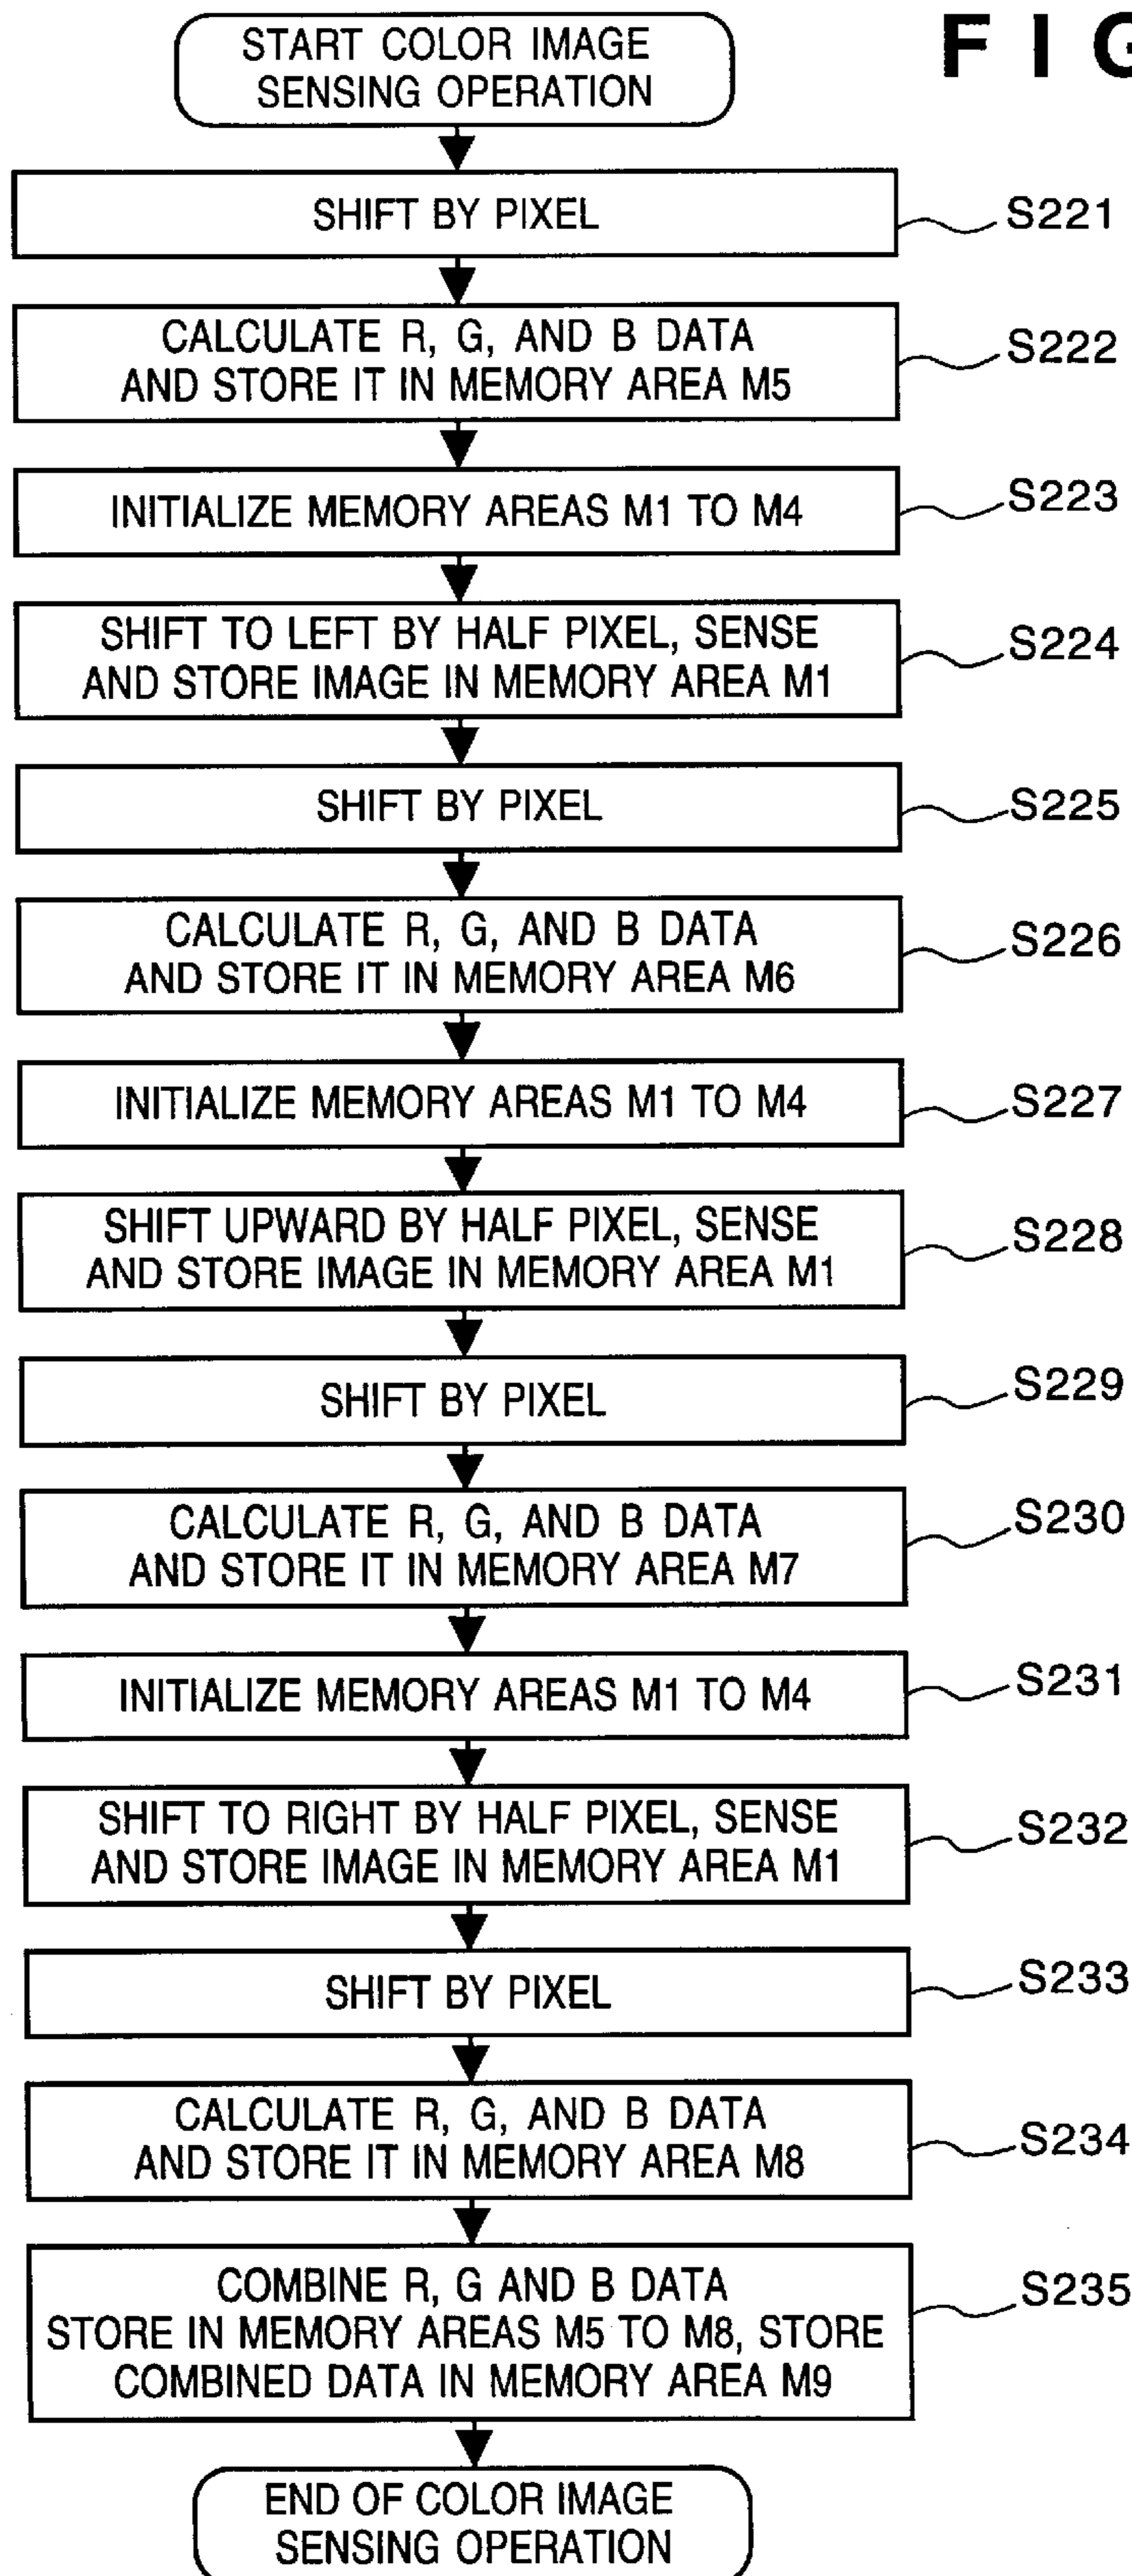 FIG
START COLOR IMAGE
SENSING OPERATION
SHIFT BY PIXEL
S221
CALCULATE R, G, AND B DATA
AND STORE IT IN MEMORY AREA M5
S222
INITIALIZE MEMORY AREAS M1 TO M4
S223
SHIFT TO LEFT BY HALF PIXEL, SENSE
AND STORE IMAGE IN MEMORY AREA M1
S224
SHIFT BY PIXEL
S225
CALCULATE R, G, AND B DATA
AND STORE IT IN MEMORY AREA M6
S226
INITIALIZE MEMORY AREAS M1 TO M4
S227
SHIFT UPWARD BY HALF PIXEL, SENSE
AND STORE IMAGE IN MEMORY AREA M1
S228
SHIFT BY PIXEL
S229
CALCULATE R, G, AND B DATA
AND STORE IT IN MEMORY AREA M7
S230
INITIALIZE MEMORY AREAS M1 TO M4
S231
SHIFT TO RIGHT BY HALF PIXEL, SENSE
AND STORE IMAGE IN MEMORY AREA M1
S232
SHIFT BY PIXEL
S233
CALCULATE R, G, AND B DATA
AND STORE IT IN MEMORY AREA M8
S234
COMBINE R, G AND B DATA
STORE IN MEMORY AREAS M5 TO M8, STORE
COMBINED DATA IN MEMORY AREA M9
S235
END OF COLOR IMAGE
SENSING OPERATION